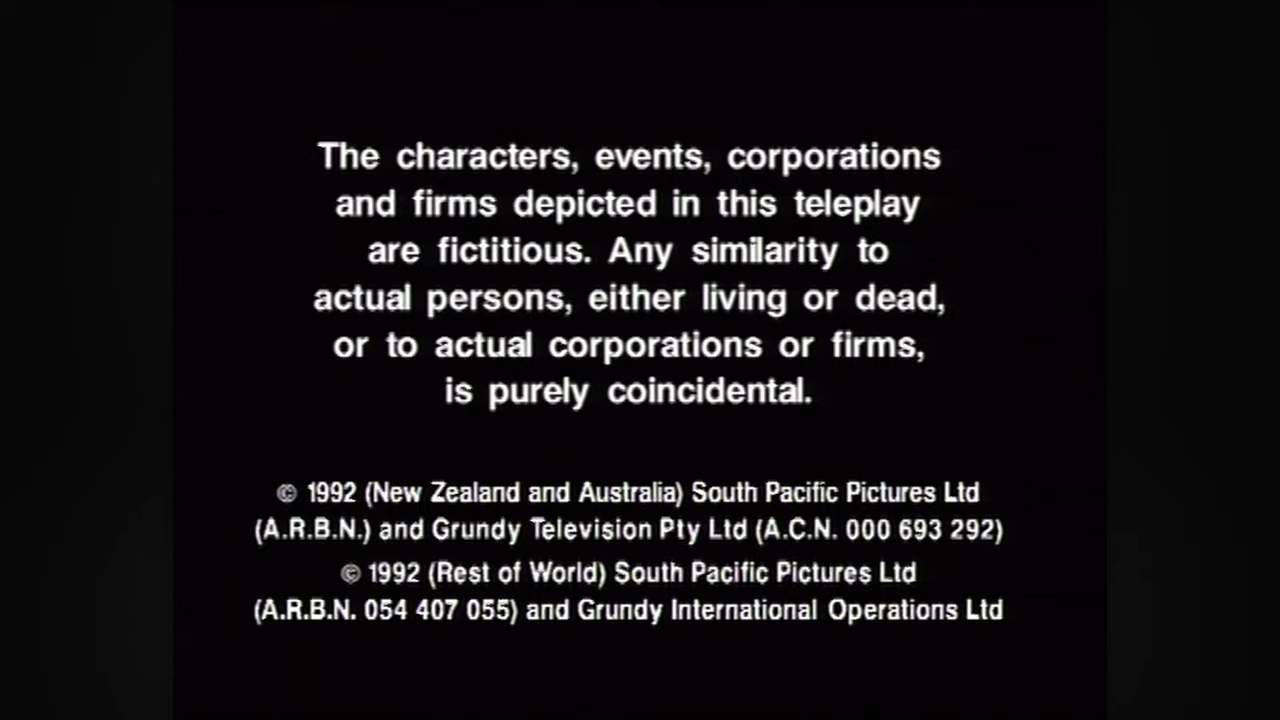 The characters, events, corporations
and firms depicted in this teleplay
are fictitious. Any similarity to
actual persons, either living or dead,
or to actual corporations or firms,
is purely coincidental.
© 1992 (New Zealand and Australia) South Pacific Pictures Ltd
(A.R.B.N.) and Grundy Television Pty Ltd (A.C.N. 000 693 292)
© 1992 (Rest of World) South Pacific Pictures Ltd
(A.R.B.N. 054 407 055) and Grundy International Operations Ltd